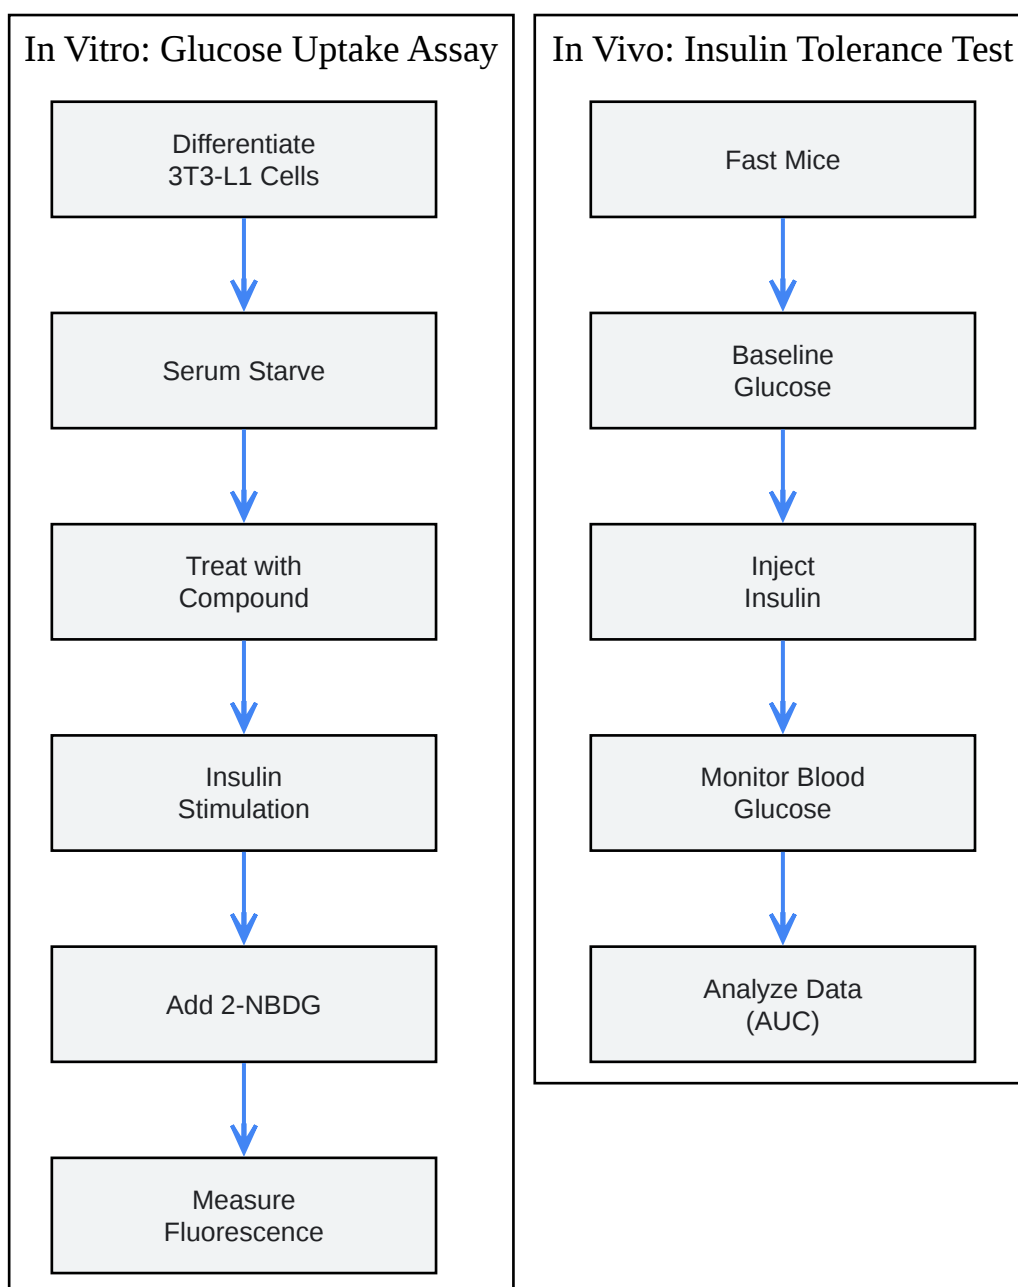 In Vitro: Glucose Uptake Assay
Differentiate
3T3-L1 Cells
Serum Starve
Treat with
Compound
Insulin
Stimulation
Add 2-NBDG
Measure
Fluorescence
In Vivo: Insulin Tolerance Test
Fast Mice
Baseline
Glucose
Inject
Insulin
Monitor Blood
Glucose
Analyze Data
(AUC)